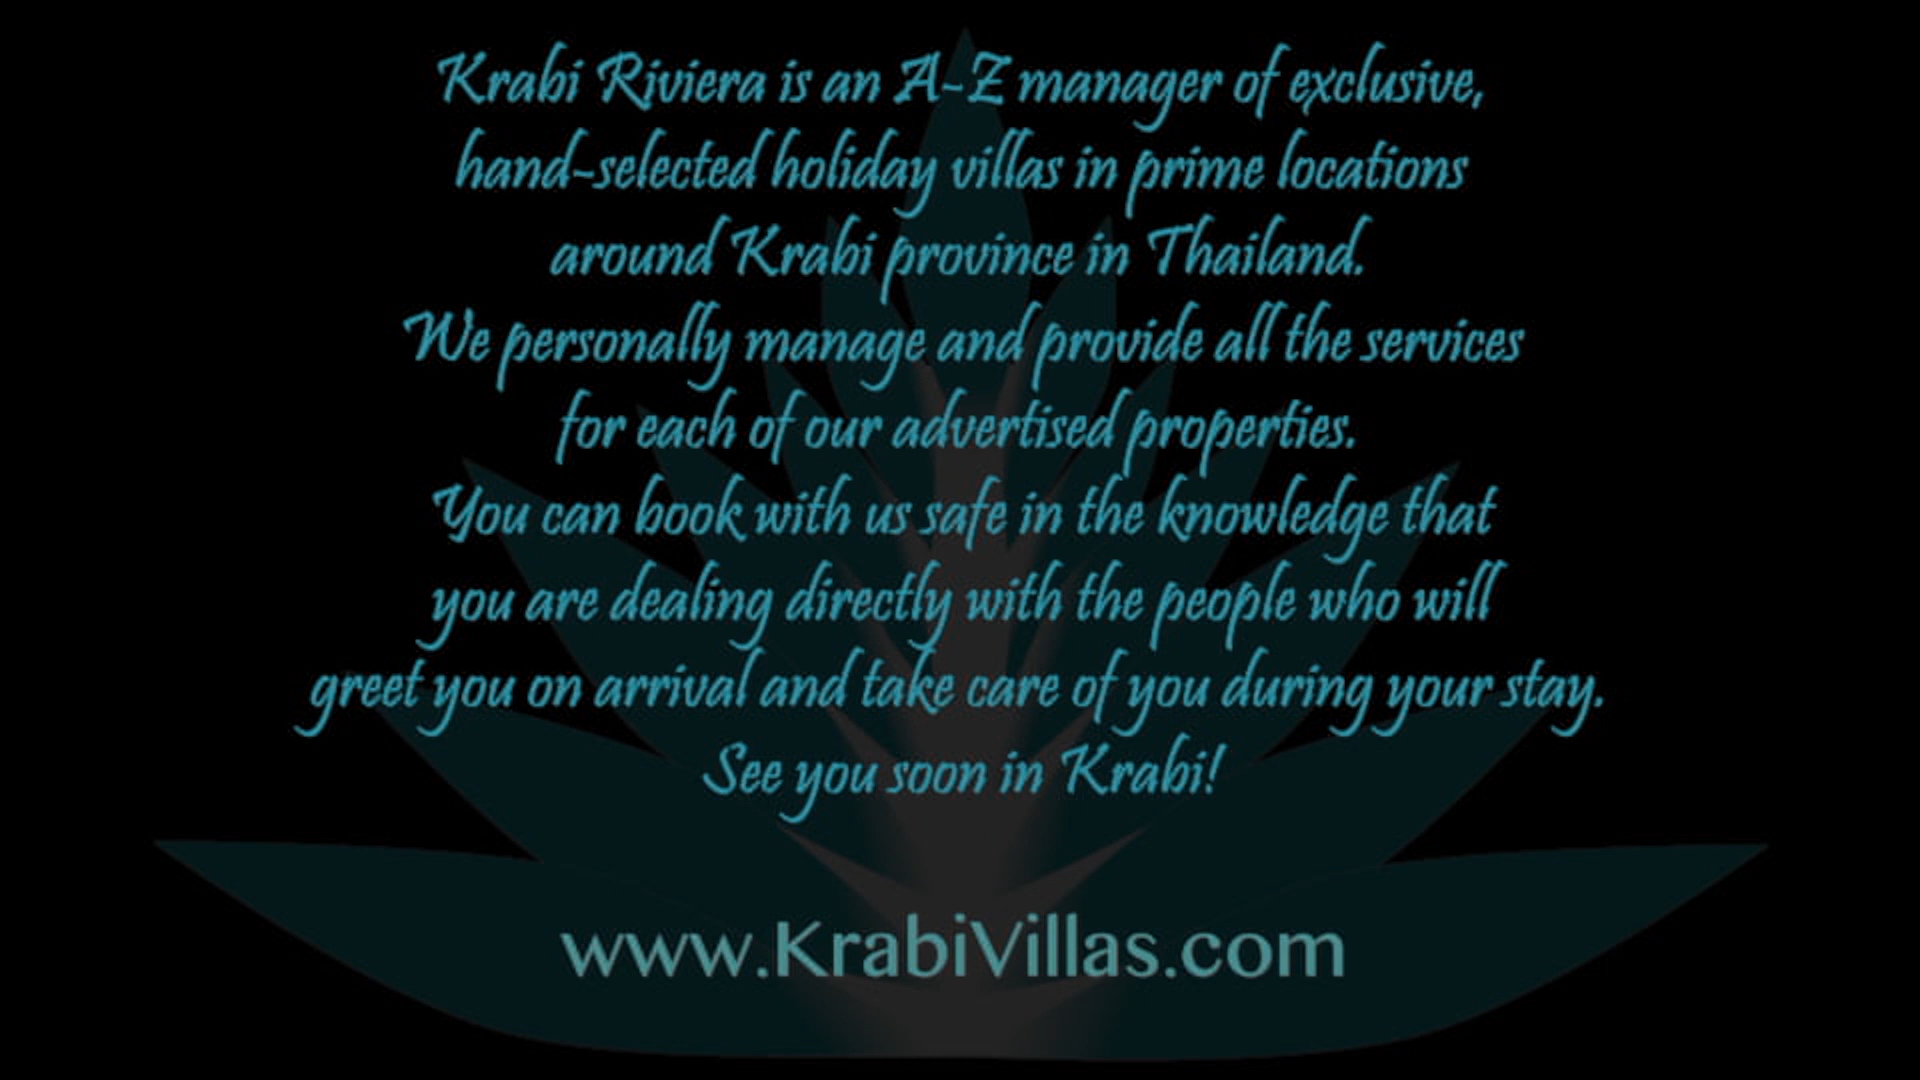 Krabi Riviera is an A-Z manager of exclusive,
hand-selected holiday villas in prime locations
around Krabi province in Thailand.
We personally manage and provide all the services
for each of our advertised properties.
You can book with us safe in the knowledge that
you are dealing directly with the people who will
greet you on arrival and take care of you during your stay.
See you soon in Krabi!
www.KrabiVillas.com